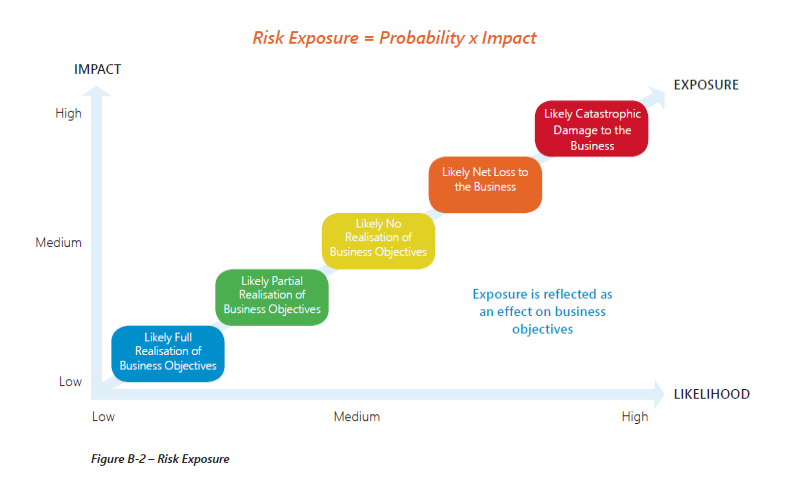 Risk Exposure = Probability x Impact
IMPACT
EXPOSURE
High
Likely Catastrophic
Damage to the
Business
Likely Net Loss to
the Business
Likely No
Realisation of
Business Objectives
Medium
Likely Partial
Realisation of
Business Objectives
Exposure is reflected as
an effect on business
objectives
Likely Full
Realisation of
Business Objectives
Low
LIKELIHOOD
Low
Medium
High
Figure B-2 – Risk Exposure